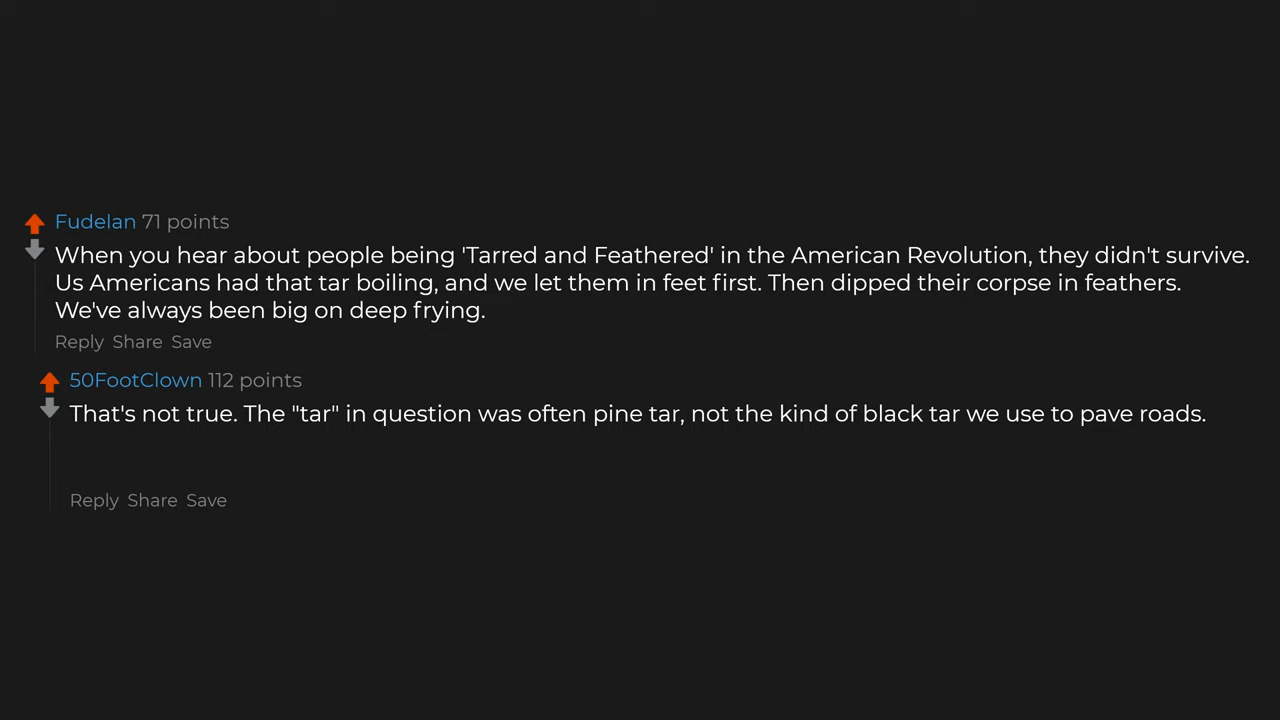 Fudelan 71 points
When you hear about people being 'Tarred and Feathered' in the American Revolution, they didn't survive.
Us Americans had that tar boiling, and we let them in feet first. Then dipped their corpse in feathers.
We've always been big on deep frying.
Reply Share Save
50FootClown 112 points
That's not true. The "tar" in question was often pine tar, not the kind of black tar we use to pave roads.
Reply Share Save